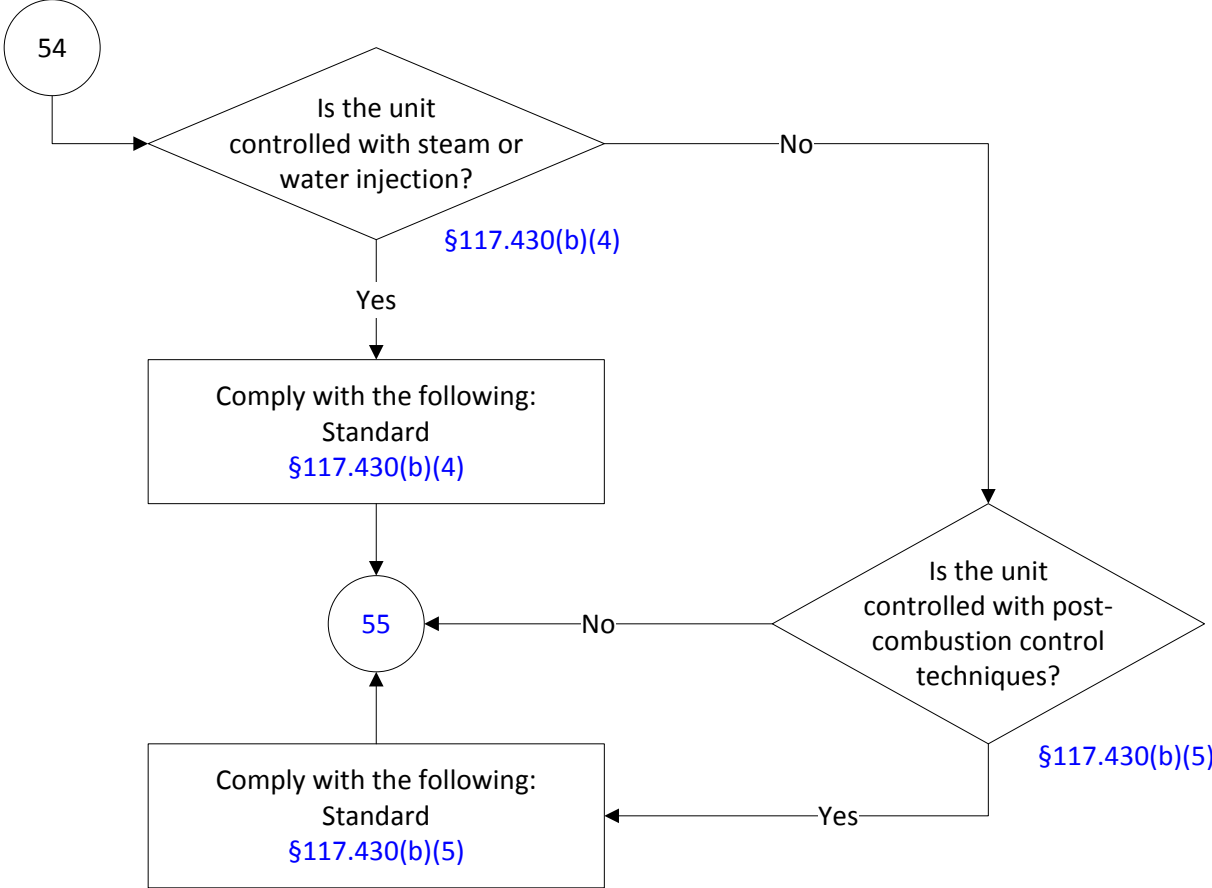 54
Is the unit
controlled with steam or
water injection?
No
§117.430(b)(4)
Yes
Comply with the following:
Standard
§117.430(b)(4)
Is the unit
controlled with post-
combustion control
techniques?
55
No
§117.430(b)(5)
Comply with the following:
Standard
§117.430(b)(5)
Yes